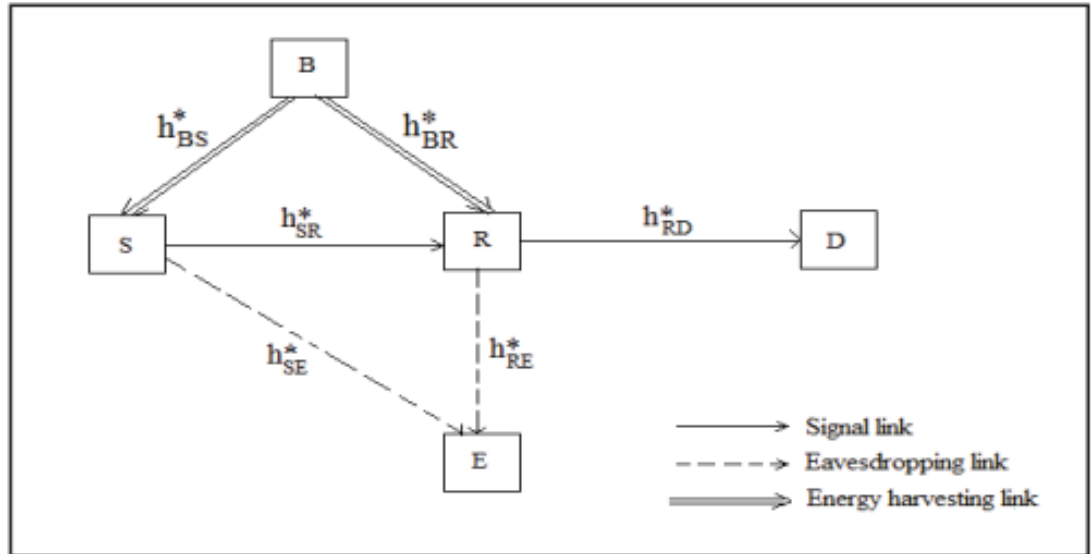 B
h*BS
h*BR
S
h*SR
R
h*RD
D
h*SE
h*RE
E
Signal link
Eavesdropping link
Energy harvesting link